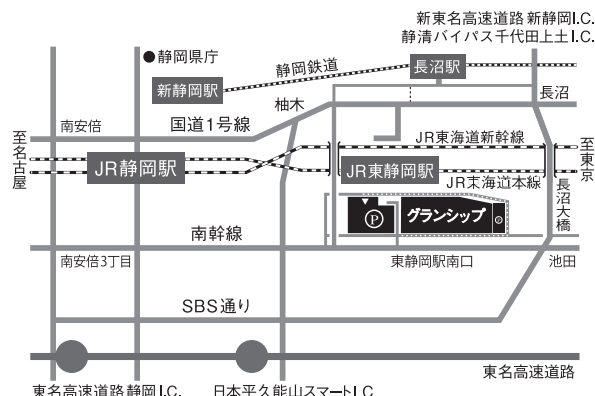 新東名高速道路 新静岡I.C.
静清バイパス千代田上土I.C.
●静岡県庁
静岡鉄道
長沼駅
新静岡駅
柚木
長沼
南安倍
国道1号線
JR東海道新幹線
至名古屋
JR静岡駅
JR東静岡駅
至東京
JR東海道本線
長沼大橋
P
グランシップ
南幹線
南安倍3丁目
東静岡駅南口
池田
SBS通り
東名高速道路
東名高速道路 静岡I.C.
日本平久能山スマートI.C.